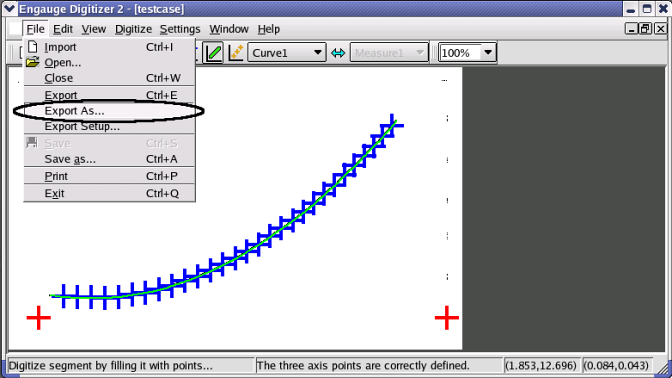 Engauge Digitizer 2 - [testcase]
File Edit View Digitize Settings Window Help
Curve1 Measure1 100%
Import Ctrl+I
Open...
Close Ctrl+W
Export Ctrl+E
Export As...
Export Setup...
Save Ctrl+S
Save as... Ctrl+A
Print Ctrl+P
Exit Ctrl+Q
Digitize segment by filling it with points... The three axis points are correctly defined. (1.853,12.696) (0.084,0.043)